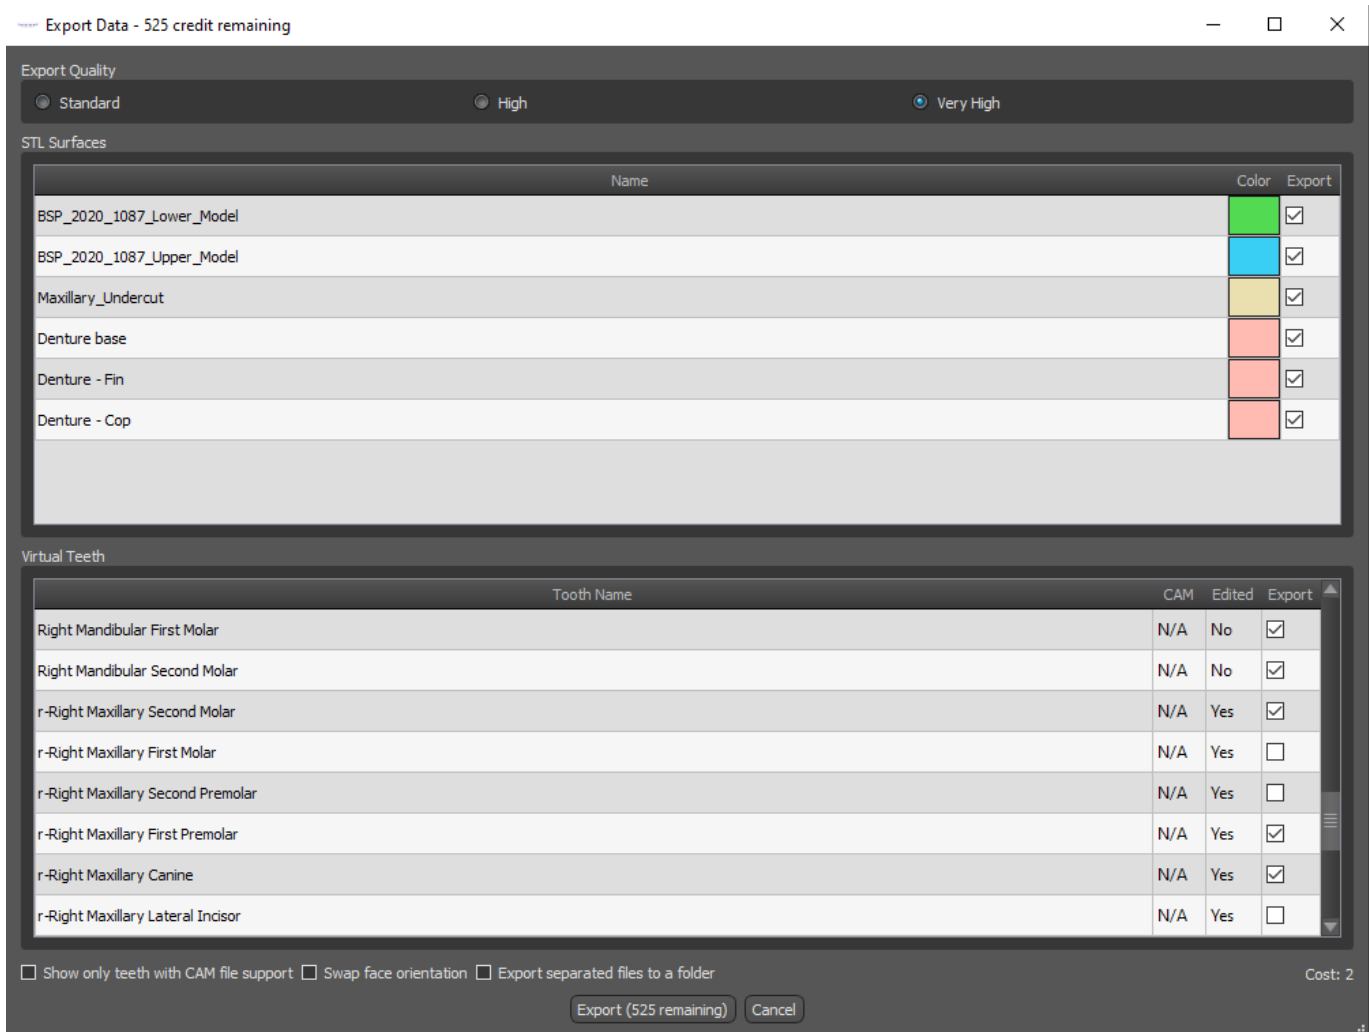 Export Data - 525 credit remaining
Export Quality
Standard High Very High
STL Surfaces
Name Color Export
BSP_2020_1087_Lower_Model
BSP_2020_1087_Upper_Model
Maxillary_Undercut
Denture base
Denture - Fin
Denture - Cop
Virtual Teeth
Tooth Name CAM Edited Export
Right Mandibular First Molar N/A No
Right Mandibular Second Molar N/A No
r-Right Maxillary Second Molar N/A Yes
r-Right Maxillary First Molar N/A Yes
r-Right Maxillary Second Premolar N/A Yes
r-Right Maxillary First Premolar N/A Yes
r-Right Maxillary Canine N/A Yes
r-Right Maxillary Lateral Incisor N/A Yes
Show only teeth with CAM file support Swap face orientation Export separated files to a folder Cost: 2
Export (525 remaining) Cancel